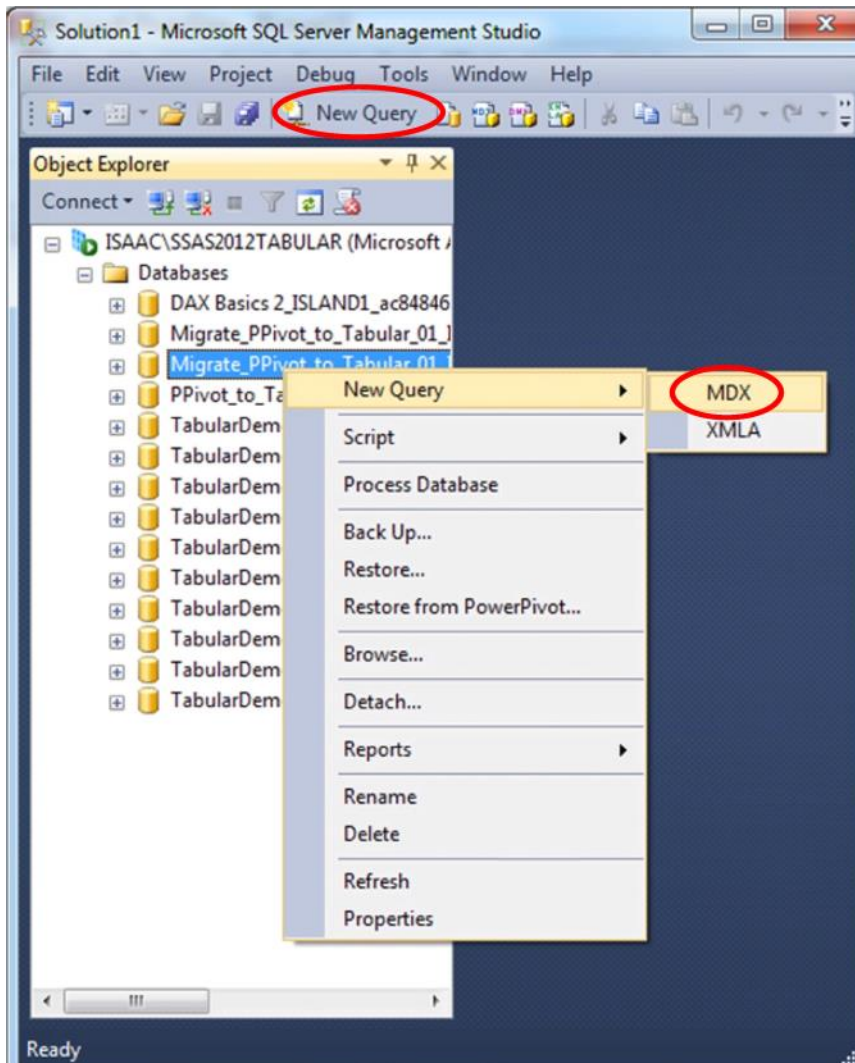 Solution1 - Microsoft SQL Server Management Studio
File Edit View Project Debug Tools Window Help
New Query
Object Explorer
Connect
ISAAC\SSAS2012TABULAR (Microsoft
Databases
DAX Basics 2_ISLAND1_ac84846
Migrate_PPivot_to_Tabular_01_
Migrate_PPivot_to_Tabular_01_
PPivot_to_Ta
TabularDem
TabularDem
TabularDem
TabularDem
TabularDem
TabularDem
TabularDem
TabularDem
TabularDem
TabularDem
New Query
MDX
XMLA
Script
Process Database
Back Up...
Restore...
Restore from PowerPivot...
Browse...
Detach...
Reports
Rename
Delete
Refresh
Properties
Ready